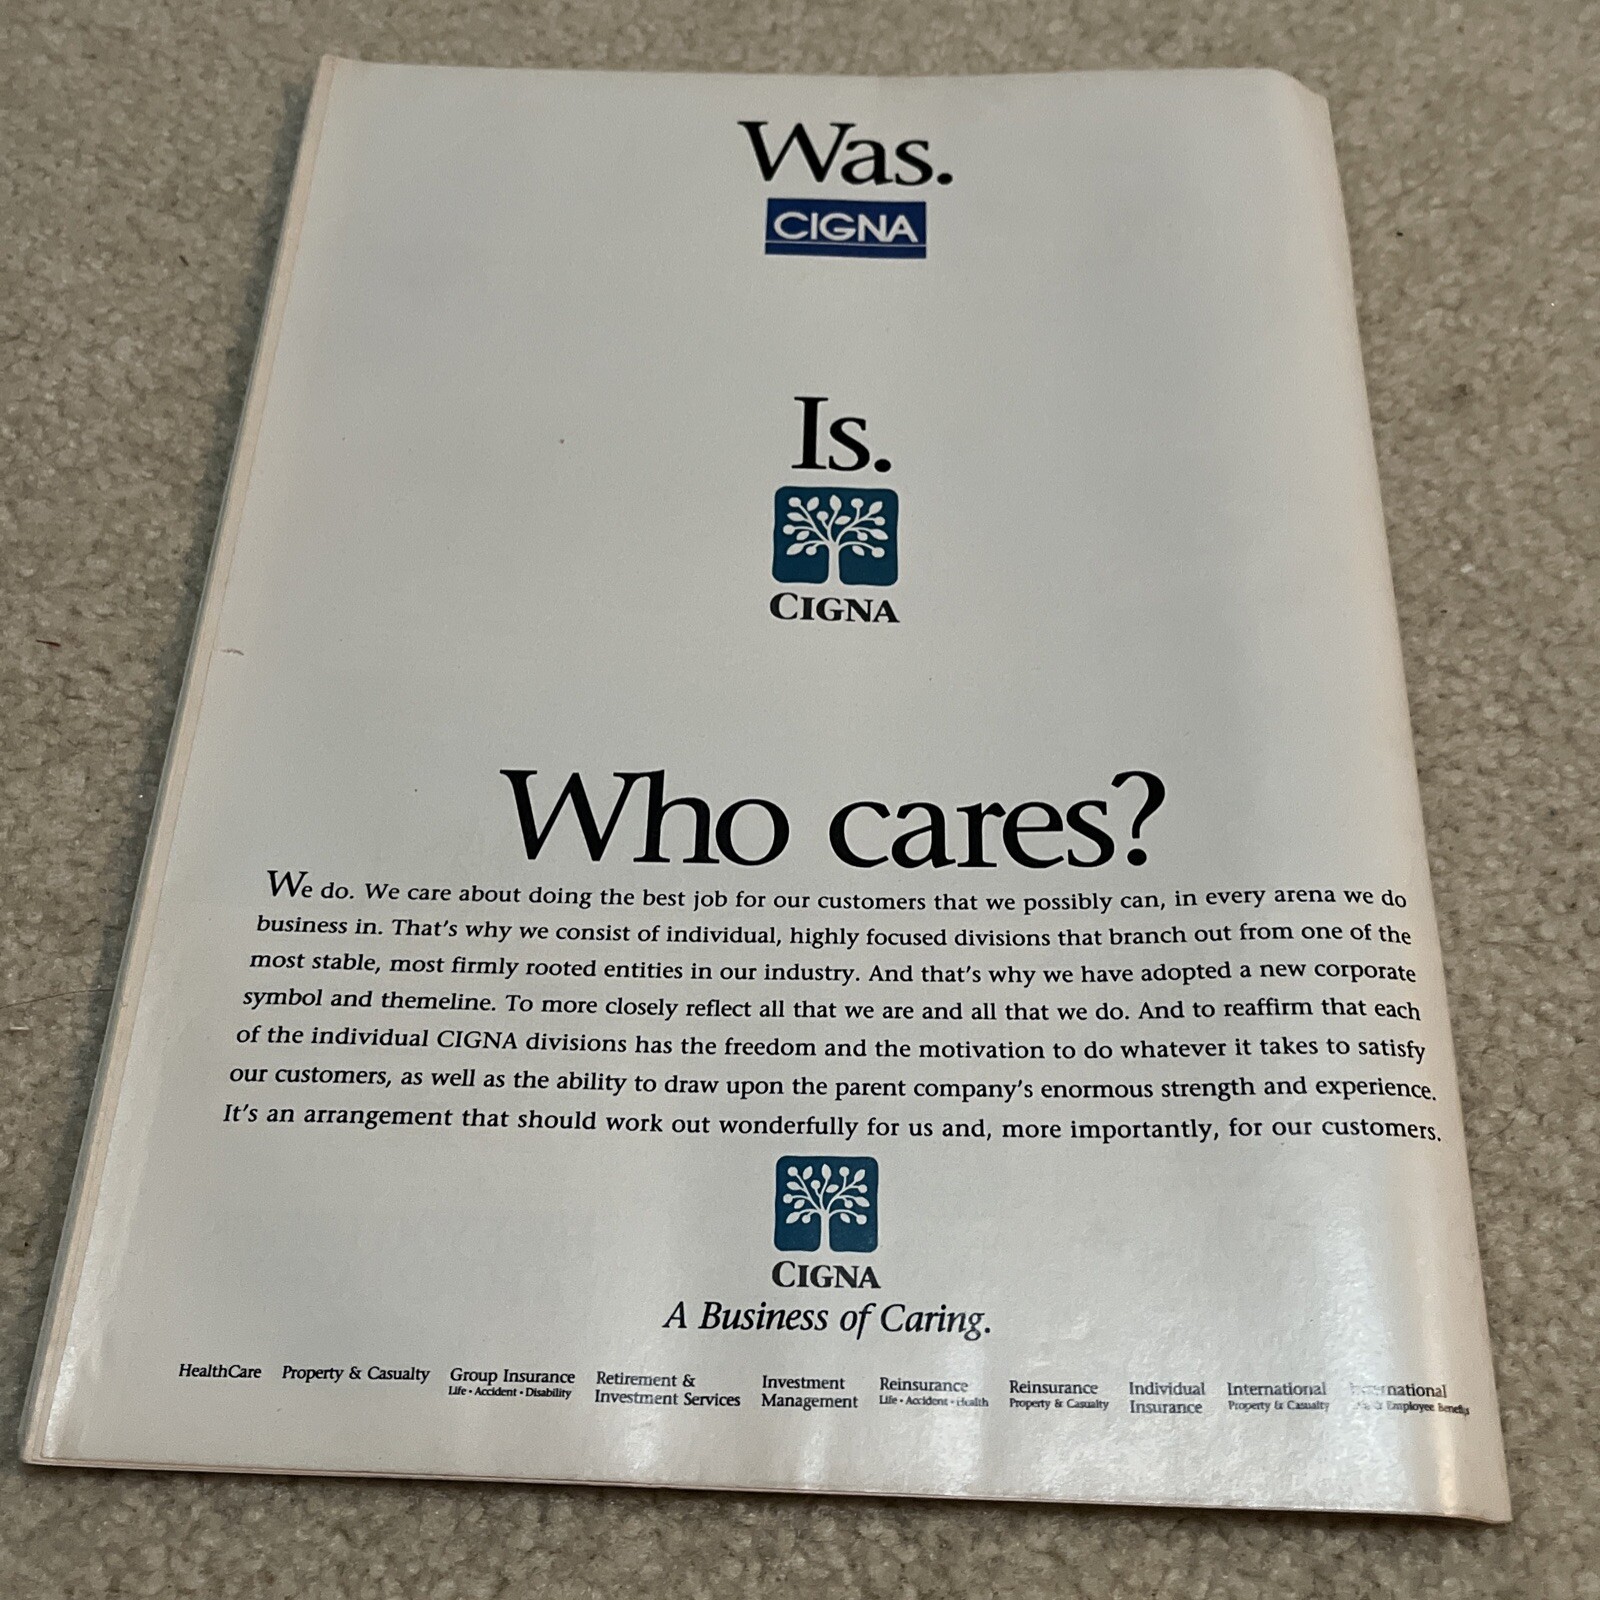 Was.
CIGNA
Is.
CIGNA
Who cares?
We do. We care about doing the best job for our customers that we possibly can, in every arena we do
business in. That's why we consist of individual, highly focused divisions that branch out from one of the
most stable, most firmly rooted entities in our industry. And that's why we have adopted a new corporate
symbol and themeline. To more closely reflect all that we are and all that we do. And to reaffirm that each
of the individual CIGNA divisions has the freedom and the motivation to do whatever it takes to satisfy
our customers, as well as the ability to draw upon the parent company's enormous strength and experience.
It's an arrangement that should work out wonderfully for us and, more importantly, for our customers.
CIGNA
A Business of Caring.
HealthCare
Property & Casualty
Group Insurance
Life • Accident • Disability
Retirement &
Investment Services
Investment
Management
Reinsurance
Life • Accident • Health
Reinsurance
Property & Casualty
Individual
Insurance
International
Property & Casualty
International
& Employee Benefits